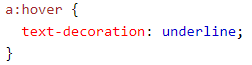 a:hover {
  text-decoration: underline;
}